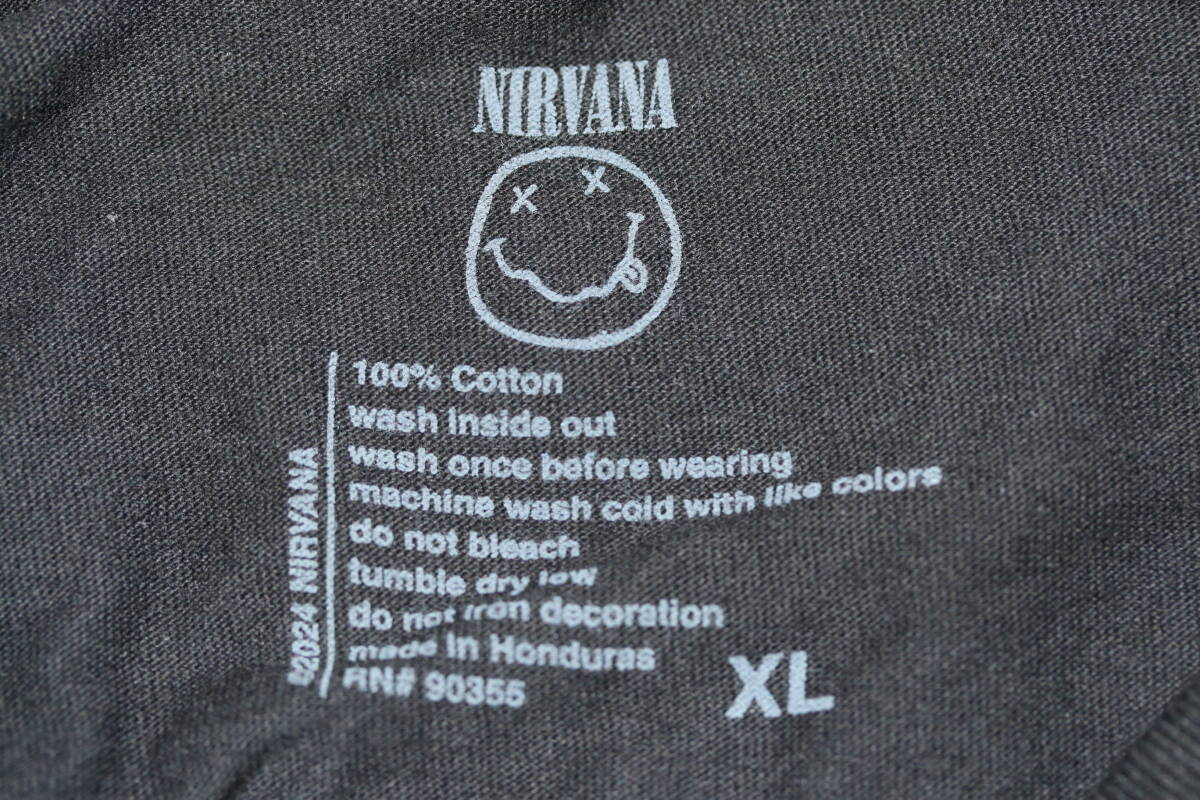 NIRVANA
100% Cotton
wash inside out
wash once before wearing
machine wash cold with like colors
do not bleach
tumble dry low
do not iron decoration
made in Honduras
RN# 90355
©2024 NIRVANA
XL